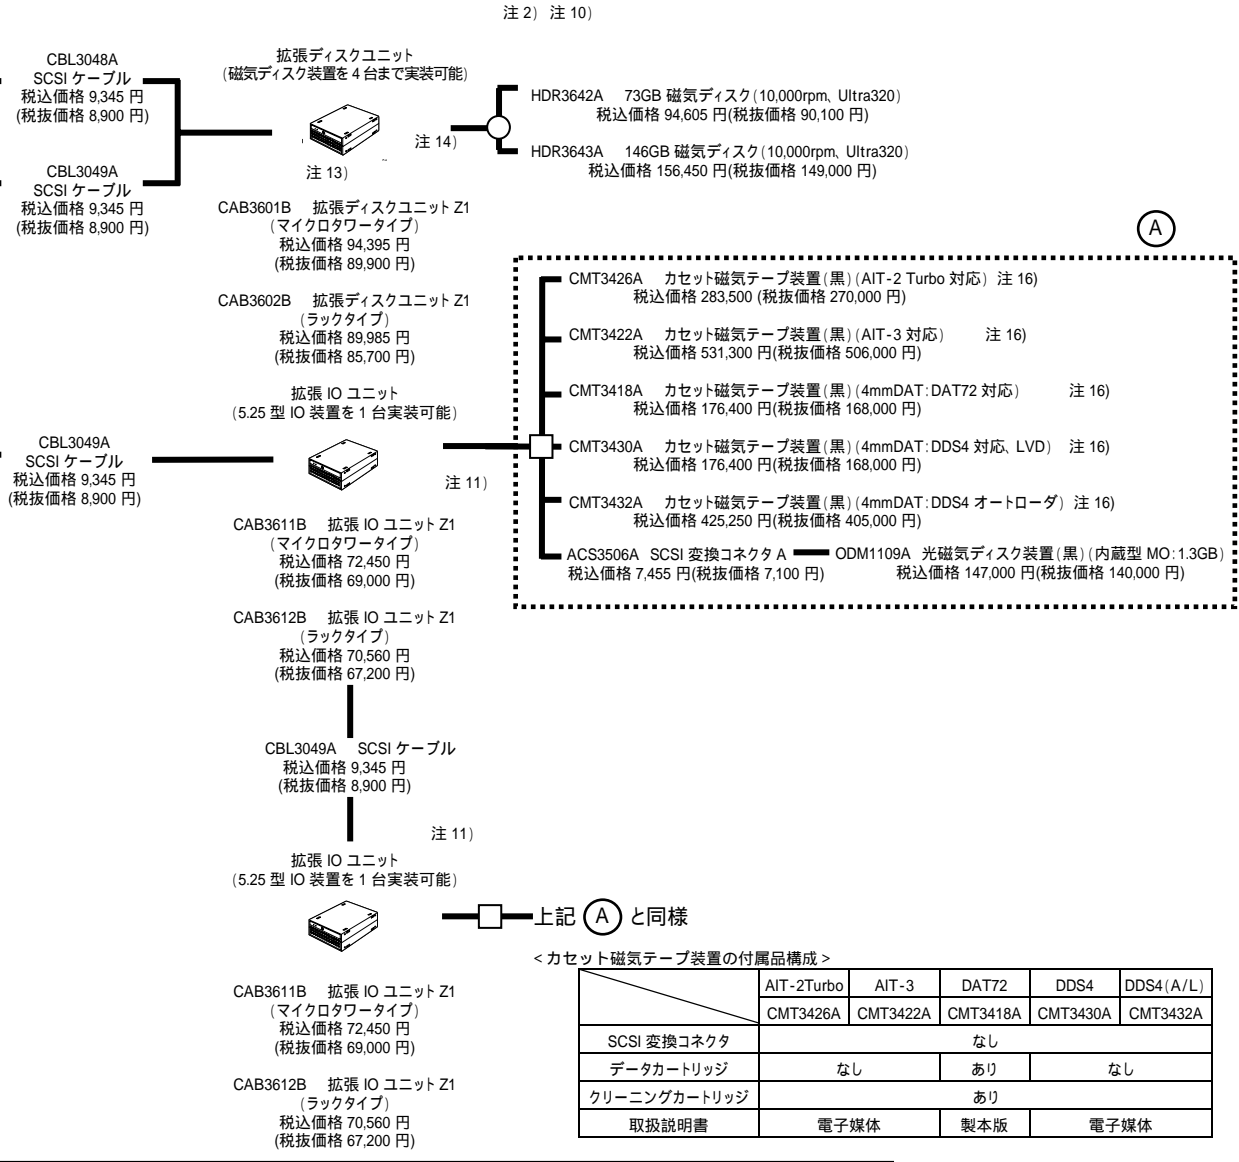 注 2) 注 10)
CBL3048A
SCSI ケーブル
税込価格 9,345 円
(税抜価格 8,900 円)
CBL3049A
SCSI ケーブル
税込価格 9,345 円
(税抜価格 8,900 円)
拡張ディスクユニット
(磁気ディスク装置を 4 台まで実装可能)
注 14)
注 13)
HDR3642A 73GB 磁気ディスク(10,000rpm、Ultra320)
税込価格 94,605 円(税抜価格 90,100 円)
HDR3643A 146GB 磁気ディスク(10,000rpm、Ultra320)
税込価格 156,450 円(税抜価格 149,000 円)
CAB3601B 拡張ディスクユニット Z1
(マイクロタワータイプ)
税込価格 94,395 円
(税抜価格 89,900 円)
CAB3602B 拡張ディスクユニット Z1
(ラックタイプ)
税込価格 89,985 円
(税抜価格 85,700 円)
A
CMT3426A カセット磁気テープ装置(黒)(AIT-2 Turbo 対応) 注 16)
税込価格 283,500 (税抜価格 270,000 円)
CMT3422A カセット磁気テープ装置(黒)(AIT-3 対応) 注 16)
税込価格 531,300 円(税抜価格 506,000 円)
CMT3418A カセット磁気テープ装置(黒)(4mmDAT:DAT72 対応) 注 16)
税込価格 176,400 円(税抜価格 168,000 円)
CMT3430A カセット磁気テープ装置(黒)(4mmDAT:DDS4 対応、LVD) 注 16)
税込価格 176,400 円(税抜価格 168,000 円)
CMT3432A カセット磁気テープ装置(黒)(4mmDAT:DDS4 オートローダ) 注 16)
税込価格 425,250 円(税抜価格 405,000 円)
ACS3506A SCSI 変換コネクタ A
税込価格 7,455 円(税抜価格 7,100 円)
ODM1109A 光磁気ディスク装置(黒)(内蔵型 MO:1.3GB)
税込価格 147,000 円(税抜価格 140,000 円)
CBL3049A
SCSI ケーブル
税込価格 9,345 円
(税抜価格 8,900 円)
拡張 IO ユニット
(5.25 型 IO 装置を 1 台実装可能)
注 11)
CAB3611B 拡張 IO ユニット Z1
(マイクロタワータイプ)
税込価格 72,450 円
(税抜価格 69,000 円)
CAB3612B 拡張 IO ユニット Z1
(ラックタイプ)
税込価格 70,560 円
(税抜価格 67,200 円)
CBL3049A SCSI ケーブル
税込価格 9,345 円
(税抜価格 8,900 円)
注 11)
拡張 IO ユニット
(5.25 型 IO 装置を 1 台実装可能)
上記 A と同様
CAB3611B 拡張 IO ユニット Z1
(マイクロタワータイプ)
税込価格 72,450 円
(税抜価格 69,000 円)
CAB3612B 拡張 IO ユニット Z1
(ラックタイプ)
税込価格 70,560 円
(税抜価格 67,200 円)
<カセット磁気テープ装置の付属品構成>
AIT-2Turbo AIT-3 DAT72 DDS4 DDS4(A/L)
CMT3426A CMT3422A CMT3418A CMT3430A CMT3432A
SCSI 変換コネクタ なし
データカートリッジ なし あり なし
クリーニングカートリッジ あり
取扱説明書 電子媒体 製本版 電子媒体